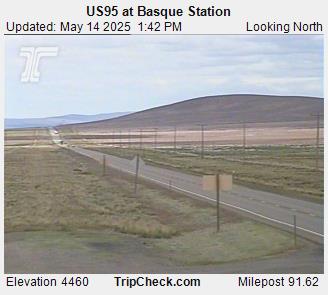 US95 at Basque Station
Updated: May 14 2025 1:42 PM Looking North
Elevation 4460 TripCheck.com Milepost 91.62